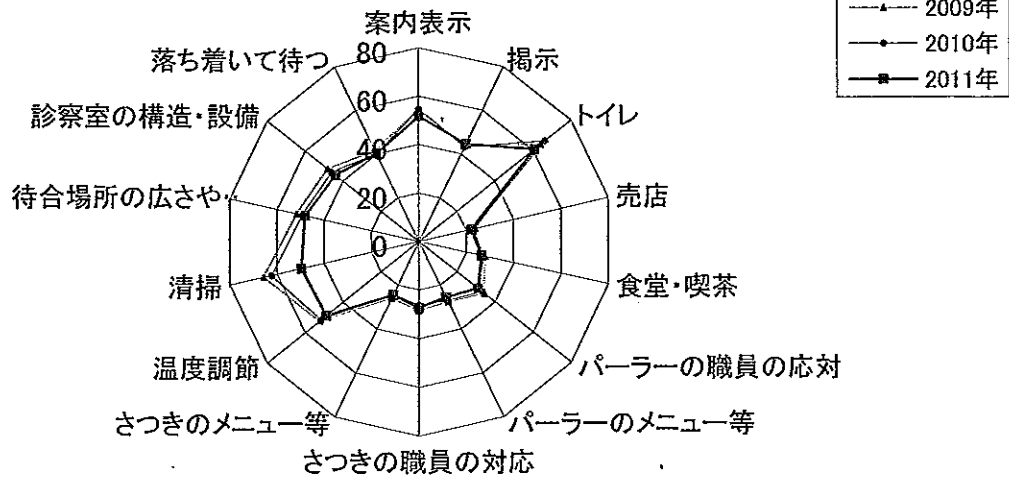 2009年
2010年
2011年
案内表示
掲示
トイレ
売店
食堂・喫茶
パーラーの職員の応対
パーラーのメニュー等
さつきの職員の対応
さつきのメニュー等
温度調節
清掃
待合場所の広さや
診察室の構造・設備
落ち着いて待つ
80
60
40
20
0